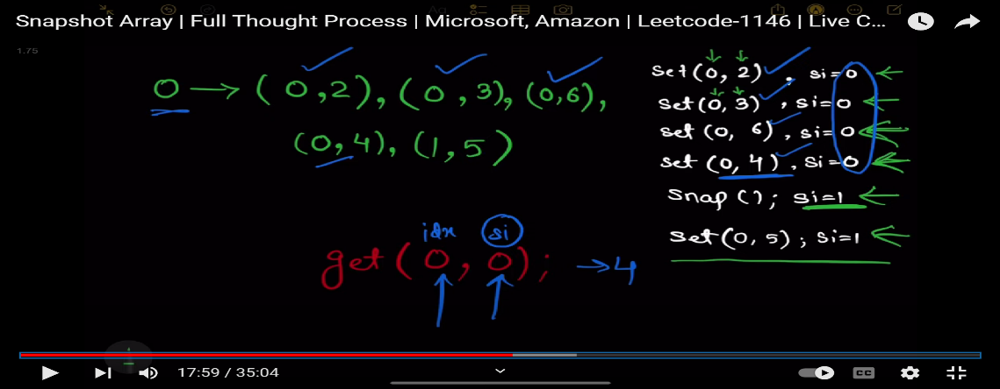 Snapshot Array | Full Thought Process | Microsoft, Amazon | Leetcode-1146 | Live C...
1.75
0 → (0,2), (0,3), (0,6),
(0,4), (1,5)
set(0, 2), si=0
set(0, 3), si=0
set (0, 6), si=0
set (0, 4), si=0
Snap (); si=1
set(0, 5); si=1
idx si
get(0, 0); →4
17:59 / 35:04
CC